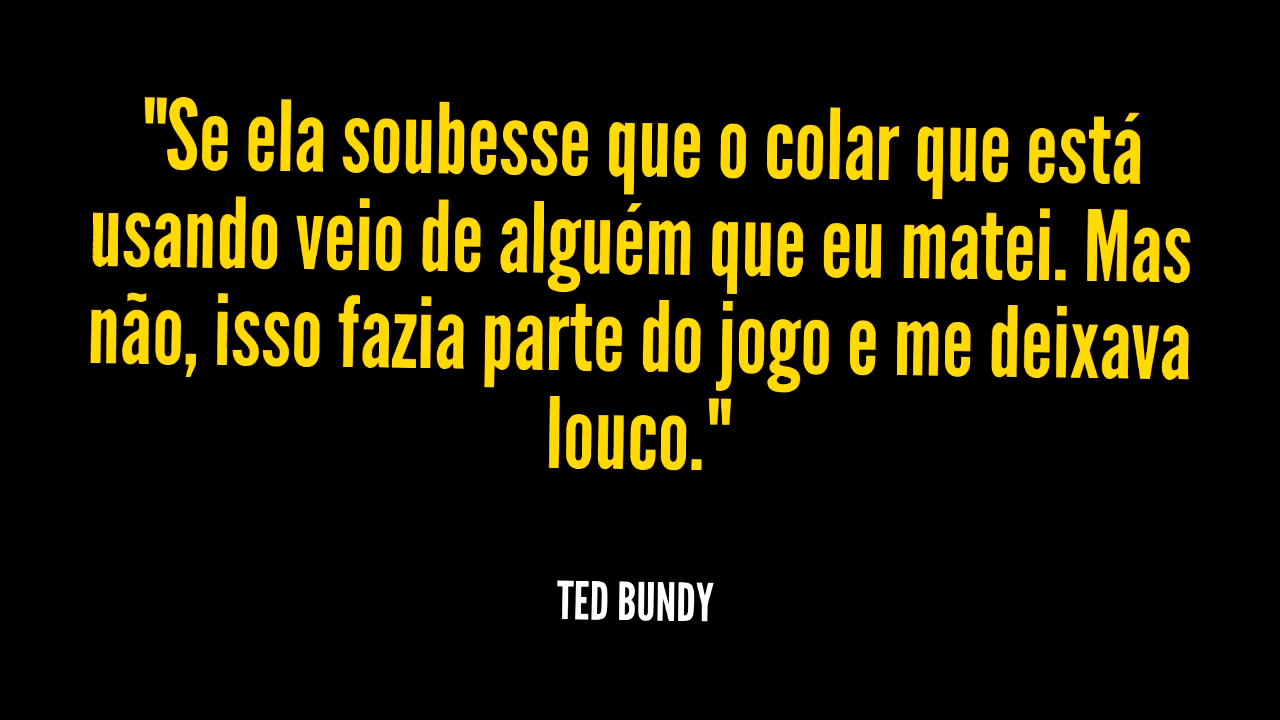 "Se ela soubesse que o colar que está
usando veio de alguém que eu matei. Mas
não, isso fazia parte do jogo e me deixava
louco."
TED BUNDY